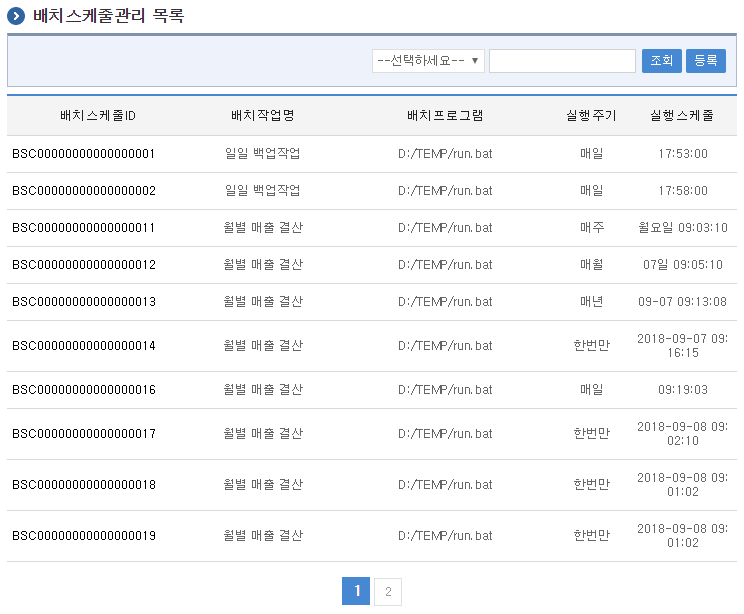 배치스케줄관리 목록
--선택하세요-- 조회 등록
배치스케줄ID 배치작업명 배치프로그램 실행주기 실행스케줄
BSC00000000000000001 일일 백업작업 D:/TEMP/run.bat 매일 17:53:00
BSC00000000000000002 일일 백업작업 D:/TEMP/run.bat 매일 17:58:00
BSC00000000000000011 월별 매출 결산 D:/TEMP/run.bat 매주 월요일 09:03:10
BSC00000000000000012 월별 매출 결산 D:/TEMP/run.bat 매월 07일 09:05:10
BSC00000000000000013 월별 매출 결산 D:/TEMP/run.bat 매년 09-07 09:13:08
BSC00000000000000014 월별 매출 결산 D:/TEMP/run.bat 한번만 2018-09-07 09:
16:15
BSC00000000000000016 월별 매출 결산 D:/TEMP/run.bat 매일 09:19:03
BSC00000000000000017 월별 매출 결산 D:/TEMP/run.bat 한번만 2018-09-08 09:
02:10
BSC00000000000000018 월별 매출 결산 D:/TEMP/run.bat 한번만 2018-09-08 09:
01:02
BSC00000000000000019 월별 매출 결산 D:/TEMP/run.bat 한번만 2018-09-08 09:
01:02
1 2